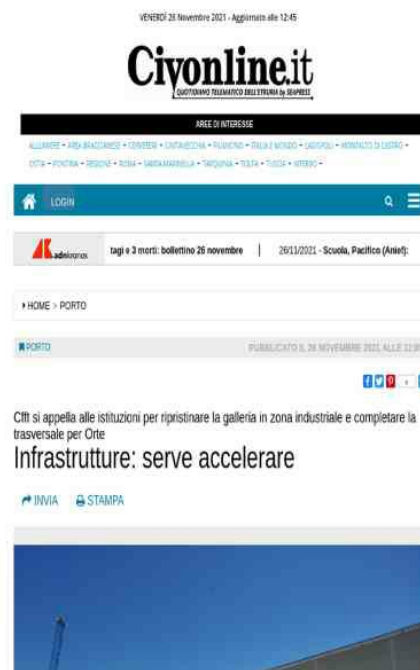 VENERDÌ 26 Novembre 2021 - Aggiornato alle 12:45
Civonline.it
QUOTIDIANO TELEMATICO DELL'ETRURIA by SEAPRESS
AREE DI INTERESSE
ALLUMIERE • AREA BRACCIANESE • CERVETERI • CIVITAVECCHIA • FIUMICINO • ITALIA E MONDO • LADISPOLI • MONTALTO DI CASTRO •
OSTIA • PONTINA • REGIONE • ROMA • SANTA MARINELLA • TARQUINIA • TOLFA • TUSCIA • VITERBO •
LOGIN
adnkronos tagi e 3 morti: bollettino 26 novembre | 26/11/2021 - Scuola, Pacifico (Anief):
HOME > PORTO
PORTO PUBBLICATO IL 26 NOVEMBRE 2021, ALLE
Cfft si appella alle istituzioni per ripristinare la galleria in zona industriale e completare la
trasversale per Orte
Infrastrutture: serve accelerare
INVIA STAMPA